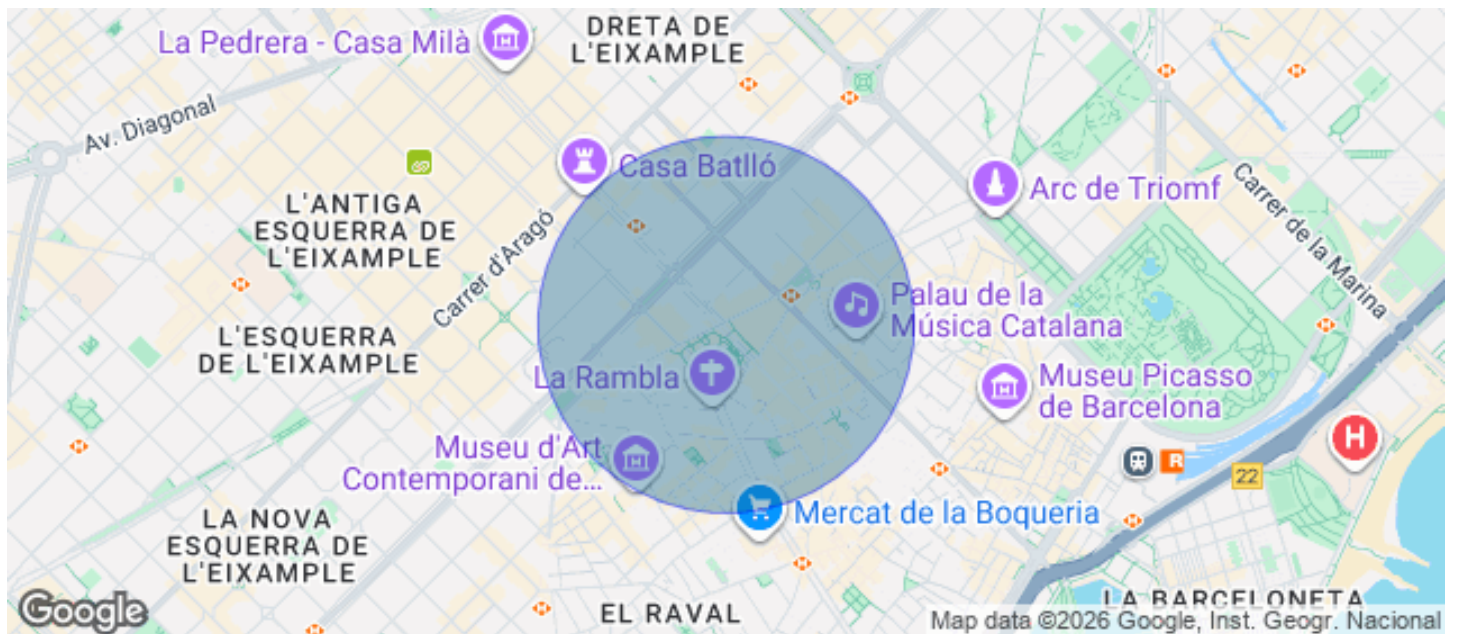 La Pedrera - Casa Milà
DRETA DE
L'EIXAMPLE
Av. Diagonal
Casa Batlló
Arc de Triomf
Carrer de la Marina
L'ANTIGA
ESQUERRA DE
L'EIXAMPLE
Carrer d'Aragó
Palau de la
Música Catalana
L'ESQUERRA
DE L'EIXAMPLE
La Rambla
Museu Picasso
de Barcelona
Museu d'Art
Contemporani de...
H
R
22
Mercat de la Boqueria
LA NOVA
ESQUERRA DE
L'EIXAMPLE
EL RAVAL
LA BARCELONETA
Google
Map data ©2026 Google, Inst. Geogr. Nacional